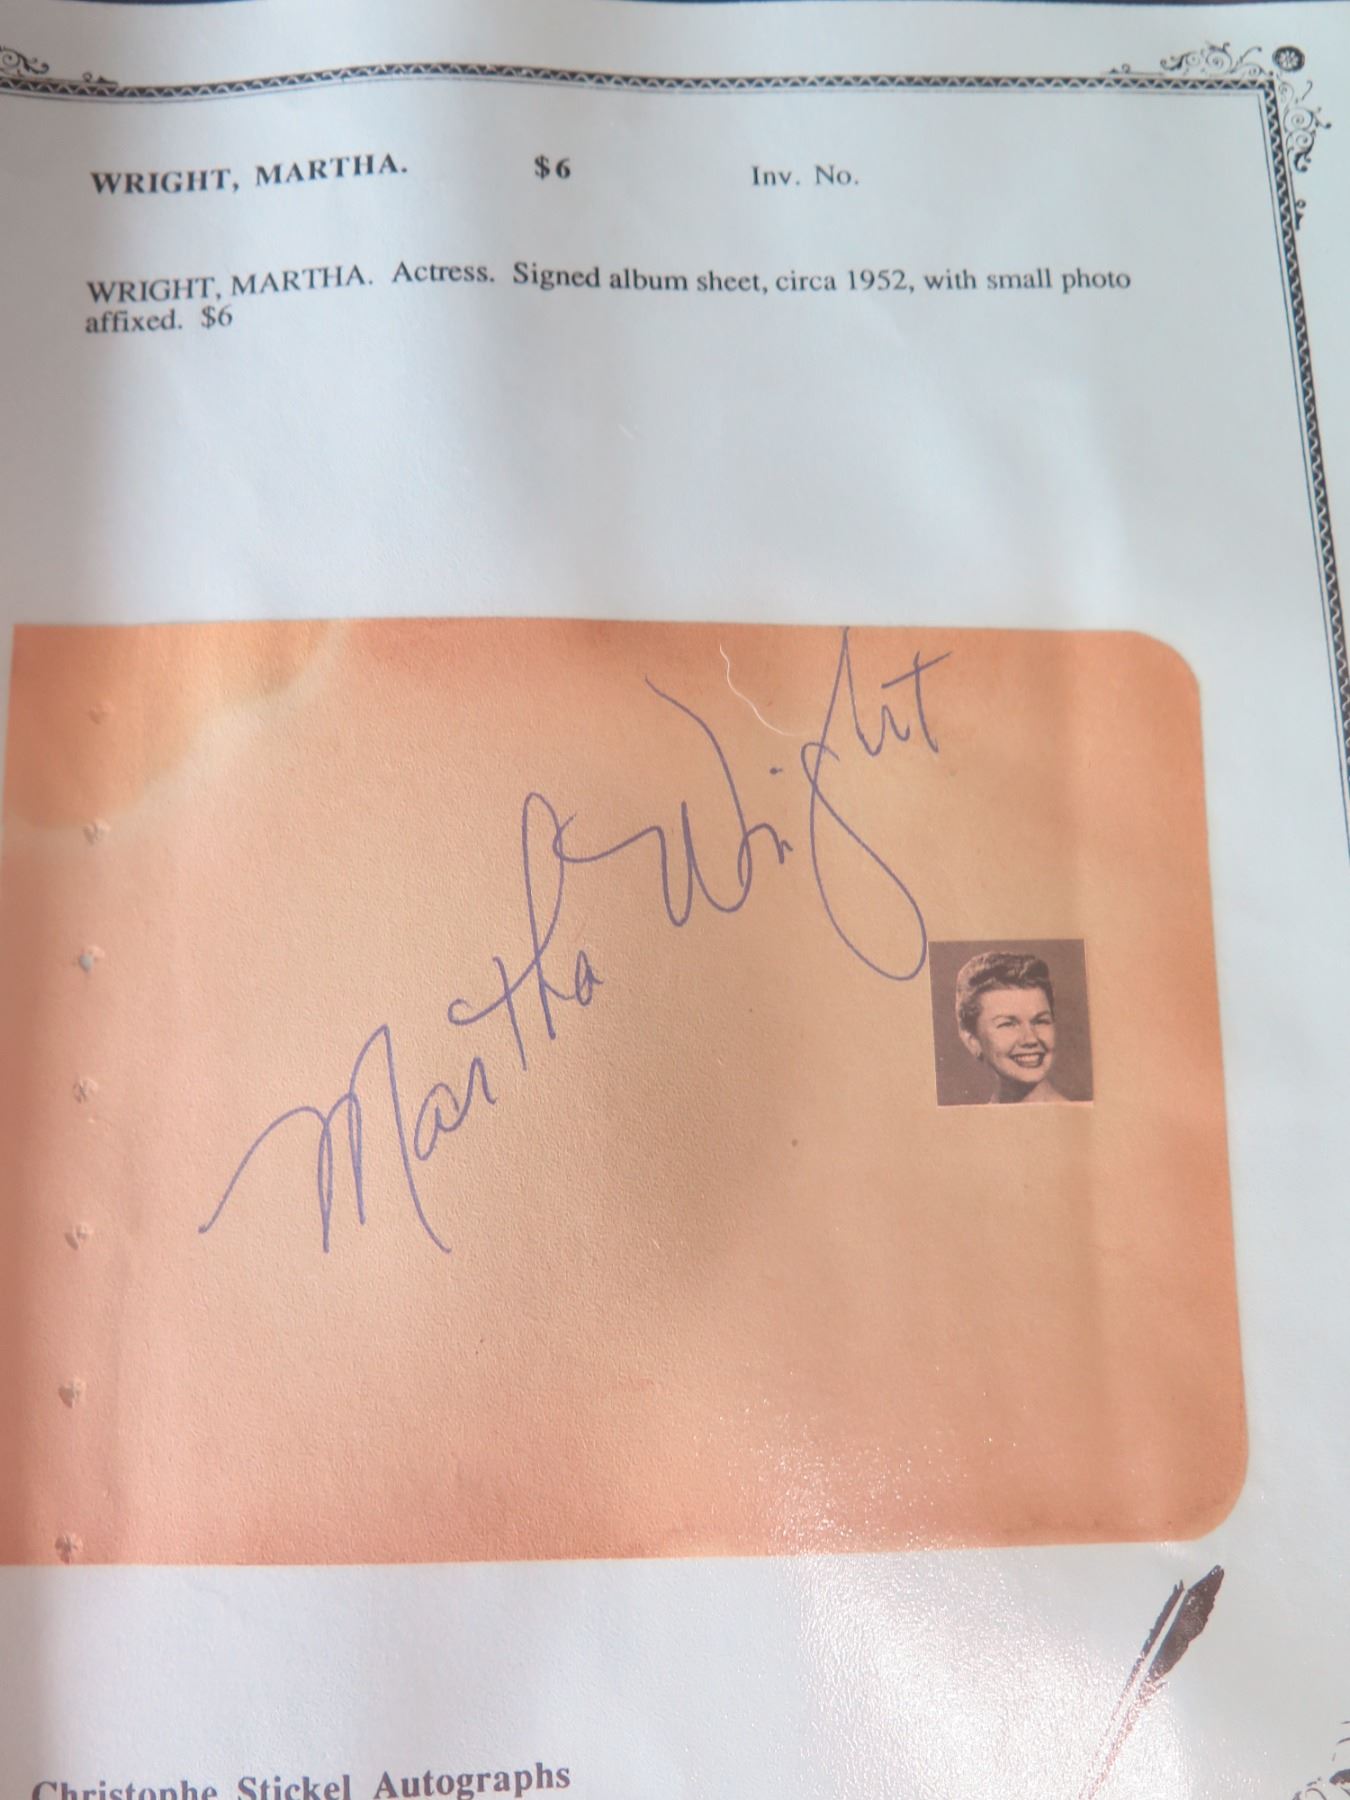 WRIGHT, MARTHA. $6 Inv. No.
WRIGHT, MARTHA. Actress. Signed album sheet, circa 1952, with small photo
affixed. $6
Martha Wright
Christophe Stickel Autographs